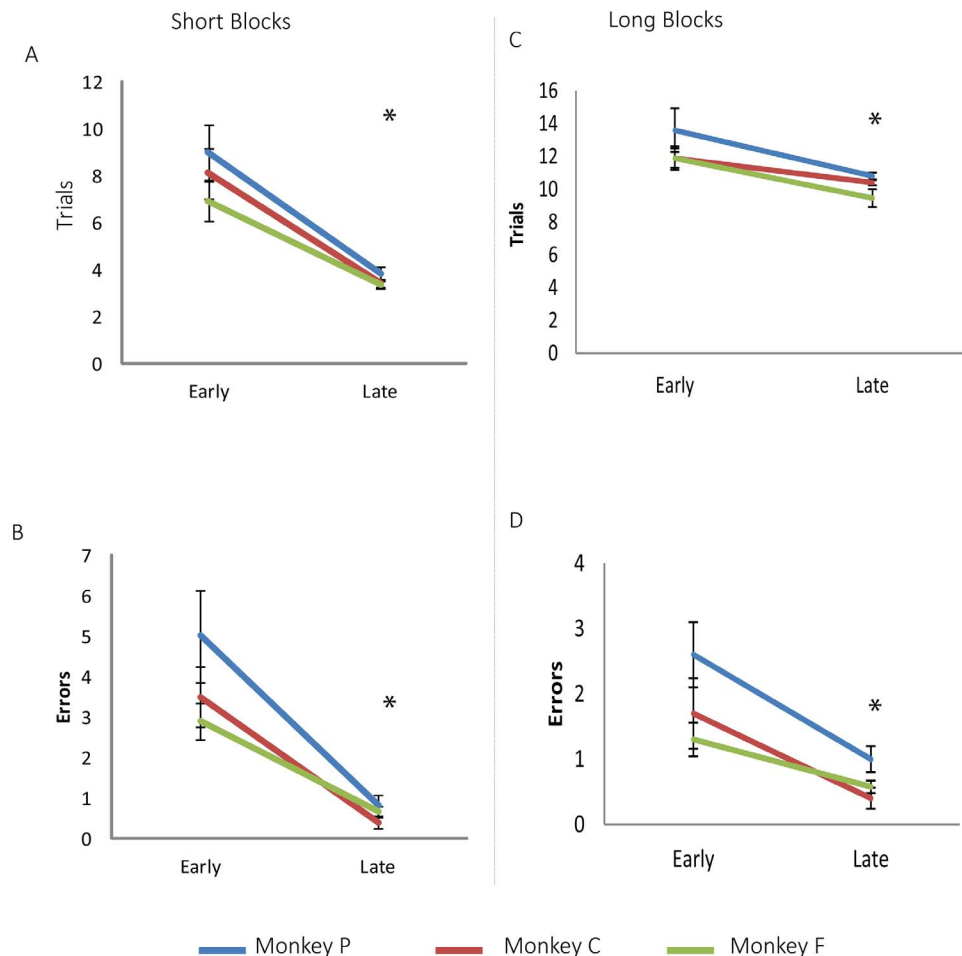 Short Blocks
Long Blocks
A
12
10
8
6
4
2
0
Trials
*
Early
Late
C
16
14
12
10
8
6
4
2
0
Trials
*
Early
Late
B
7
6
5
4
3
2
1
0
Errors
*
Early
Late
D
4
3
2
1
0
Errors
*
Early
Late
Monkey P
Monkey C
Monkey F